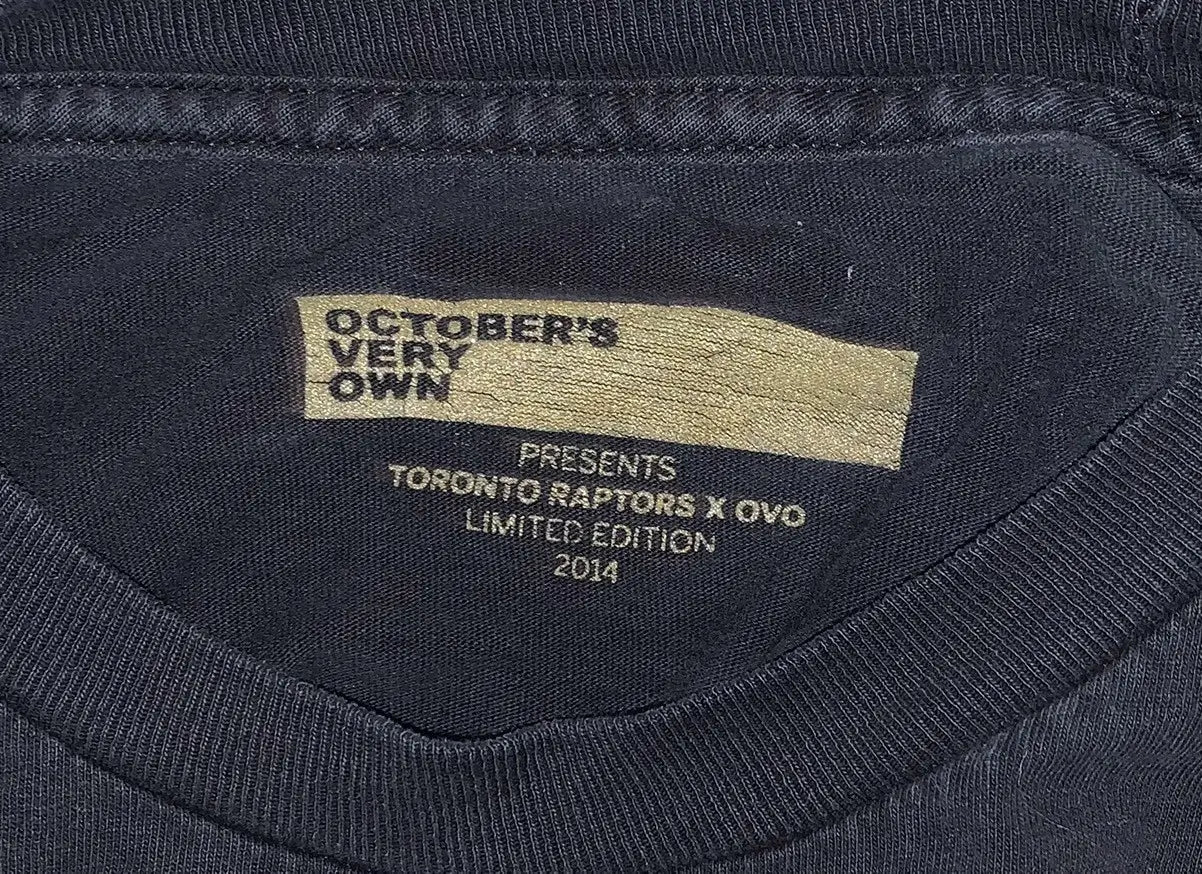 OCTOBER'S
VERY
OWN
PRESENTS
TORONTO RAPTORS X OVO
LIMITED EDITION
2014